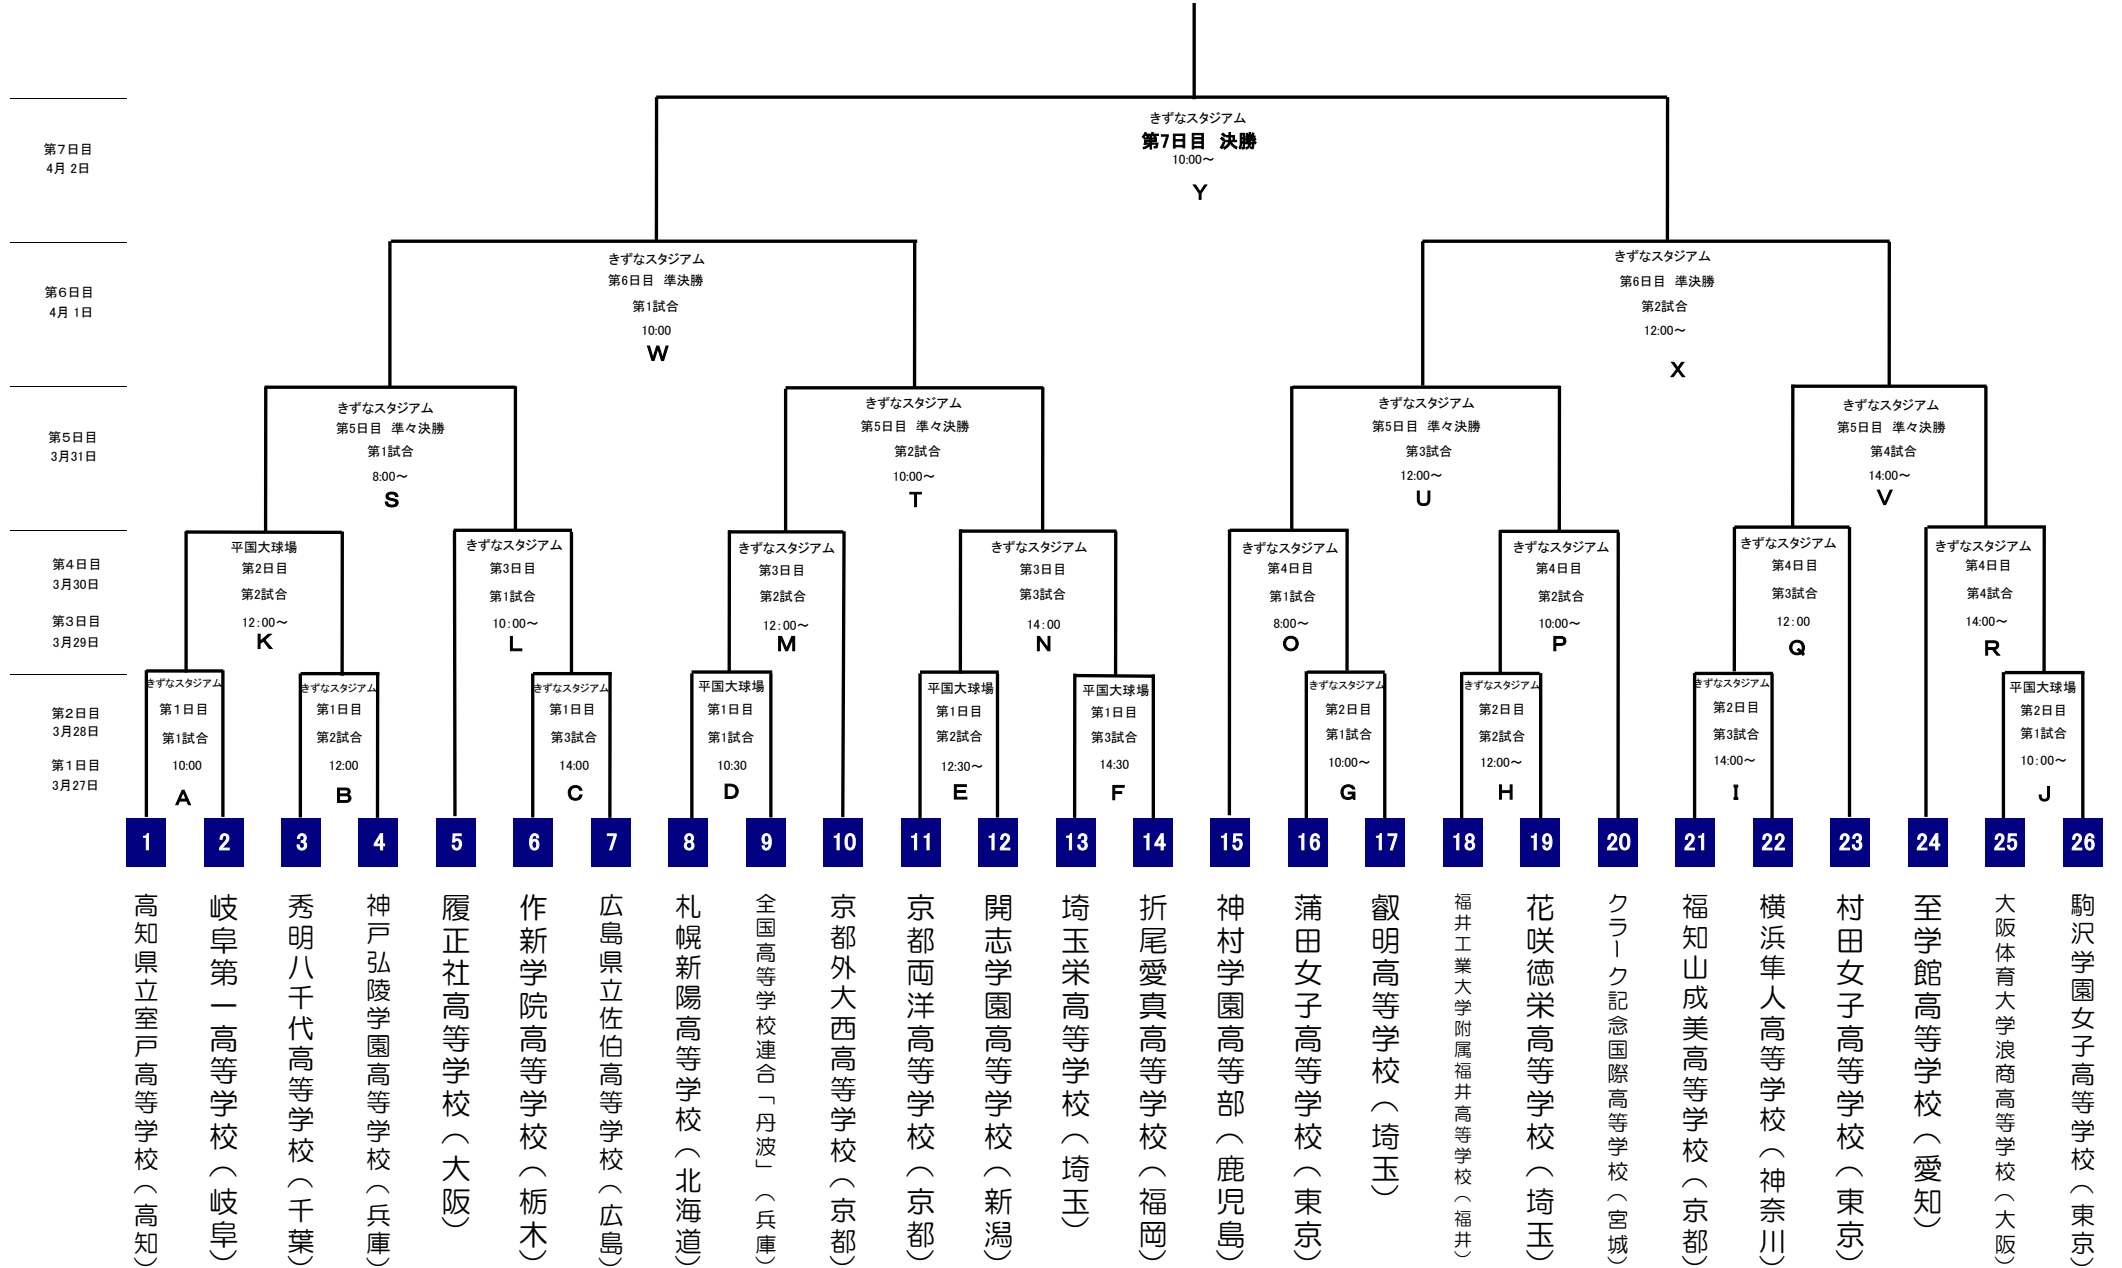 きずなスタジアム
第7日目 決勝
10:00～
Y
第7日目
4月 2日
きずなスタジアム
第6日目 準決勝
第1試合
10:00
W
きずなスタジアム
第6日目 準決勝
第2試合
12:00～
X
第6日目
4月 1日
きずなスタジアム
第5日目 準々決勝
第1試合
8:00～
S
きずなスタジアム
第5日目 準々決勝
第2試合
10:00～
T
きずなスタジアム
第5日目 準々決勝
第3試合
12:00～
U
きずなスタジアム
第5日目 準々決勝
第4試合
14:00～
V
第5日目
3月31日
平国大球場
第2日目
第2試合
12:00～
K
きずなスタジアム
第3日目
第1試合
10:00～
L
きずなスタジアム
第3日目
第2試合
12:00～
M
きずなスタジアム
第3日目
第3試合
14:00
N
きずなスタジアム
第4日目
第1試合
8:00～
O
きずなスタジアム
第4日目
第2試合
10:00～
P
きずなスタジアム
第4日目
第3試合
12:00
Q
きずなスタジアム
第4日目
第4試合
14:00～
R
第4日目
3月30日
第3日目
3月29日
きずなスタジアム
第1日目
第1試合
10:00
A
きずなスタジアム
第1日目
第2試合
12:00
B
きずなスタジアム
第1日目
第3試合
14:00
C
平国大球場
第1日目
第1試合
10:30
D
平国大球場
第1日目
第2試合
12:30～
E
平国大球場
第1日目
第3試合
14:30
F
きずなスタジアム
第2日目
第1試合
10:00～
G
きずなスタジアム
第2日目
第2試合
12:00～
H
きずなスタジアム
第2日目
第3試合
14:00～
I
平国大球場
第2日目
第1試合
10:00～
J
第2日目
3月28日
第1日目
3月27日
1
高知県立室戸高等学校（高知）
2
岐阜第一高等学校（岐阜）
3
秀明八千代高等学校（千葉）
4
神戸弘陵学園高等学校（兵庫）
5
履正社高等学校（大阪）
6
作新学院高等学校（栃木）
7
広島県立佐伯高等学校（広島）
8
札幌新陽高等学校（北海道）
9
全国高等学校連合「丹波」（兵庫）
10
京都外大西高等学校（京都）
11
京都両洋高等学校（京都）
12
開志学園高等学校（新潟）
13
埼玉栄高等学校（埼玉）
14
折尾愛真高等学校（福岡）
15
神村学園高等部（鹿児島）
16
蒲田女子高等学校（東京）
17
叡明高等学校（埼玉）
18
福井工業大学附属福井高等学校（福井）
19
花咲徳栄高等学校（埼玉）
20
クラーク記念国際高等学校（宮城）
21
福知山成美高等学校（京都）
22
横浜隼人高等学校（神奈川）
23
村田女子高等学校（東京）
24
至学館高等学校（愛知）
25
大阪体育大学浪商高等学校（大阪）
26
駒沢学園女子高等学校（東京）